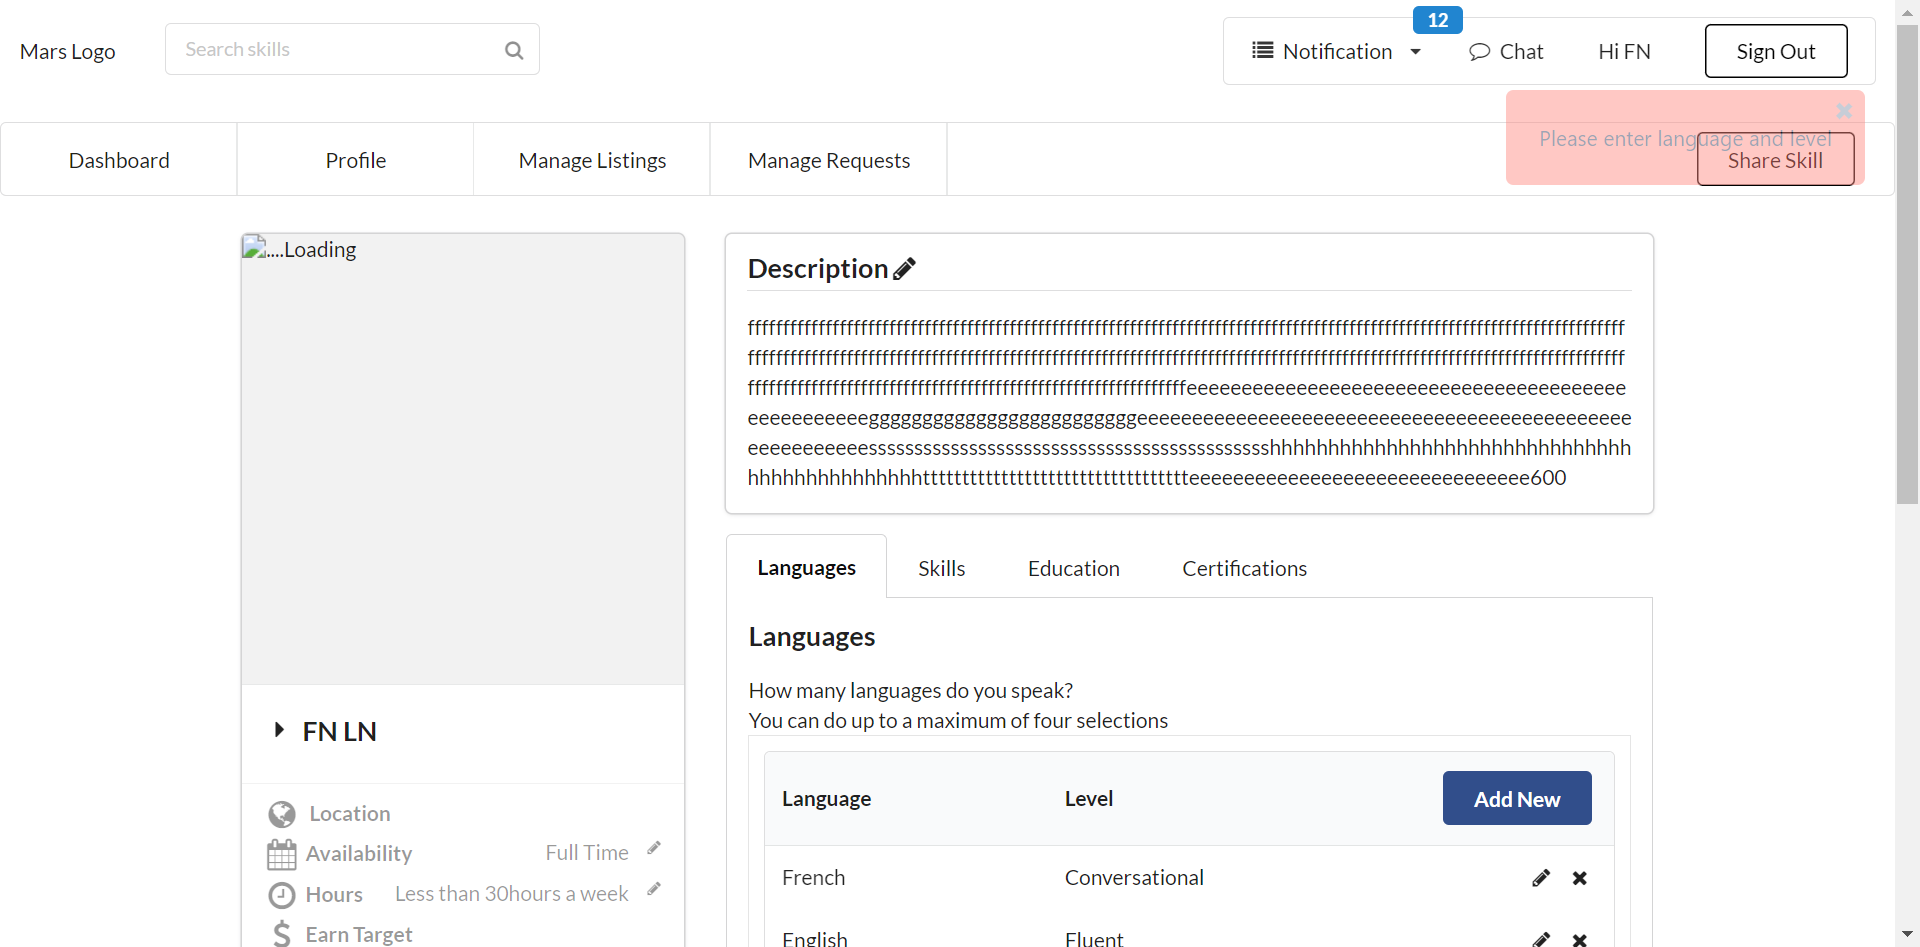 Mars Logo
Search skills
12
Notification
Chat
Hi FN
Sign Out
Please enter language and level
Dashboard
Profile
Manage Listings
Manage Requests
Share Skill
....Loading
Description
Languages
Skills
Education
Certifications
Languages
How many languages do you speak?
You can do up to a maximum of four selections
Language
Level
Add New
French
Conversational
English
Fluent
FN LN
Location
Availability
Full Time
Hours
Less than 30hours a week
Earn Target